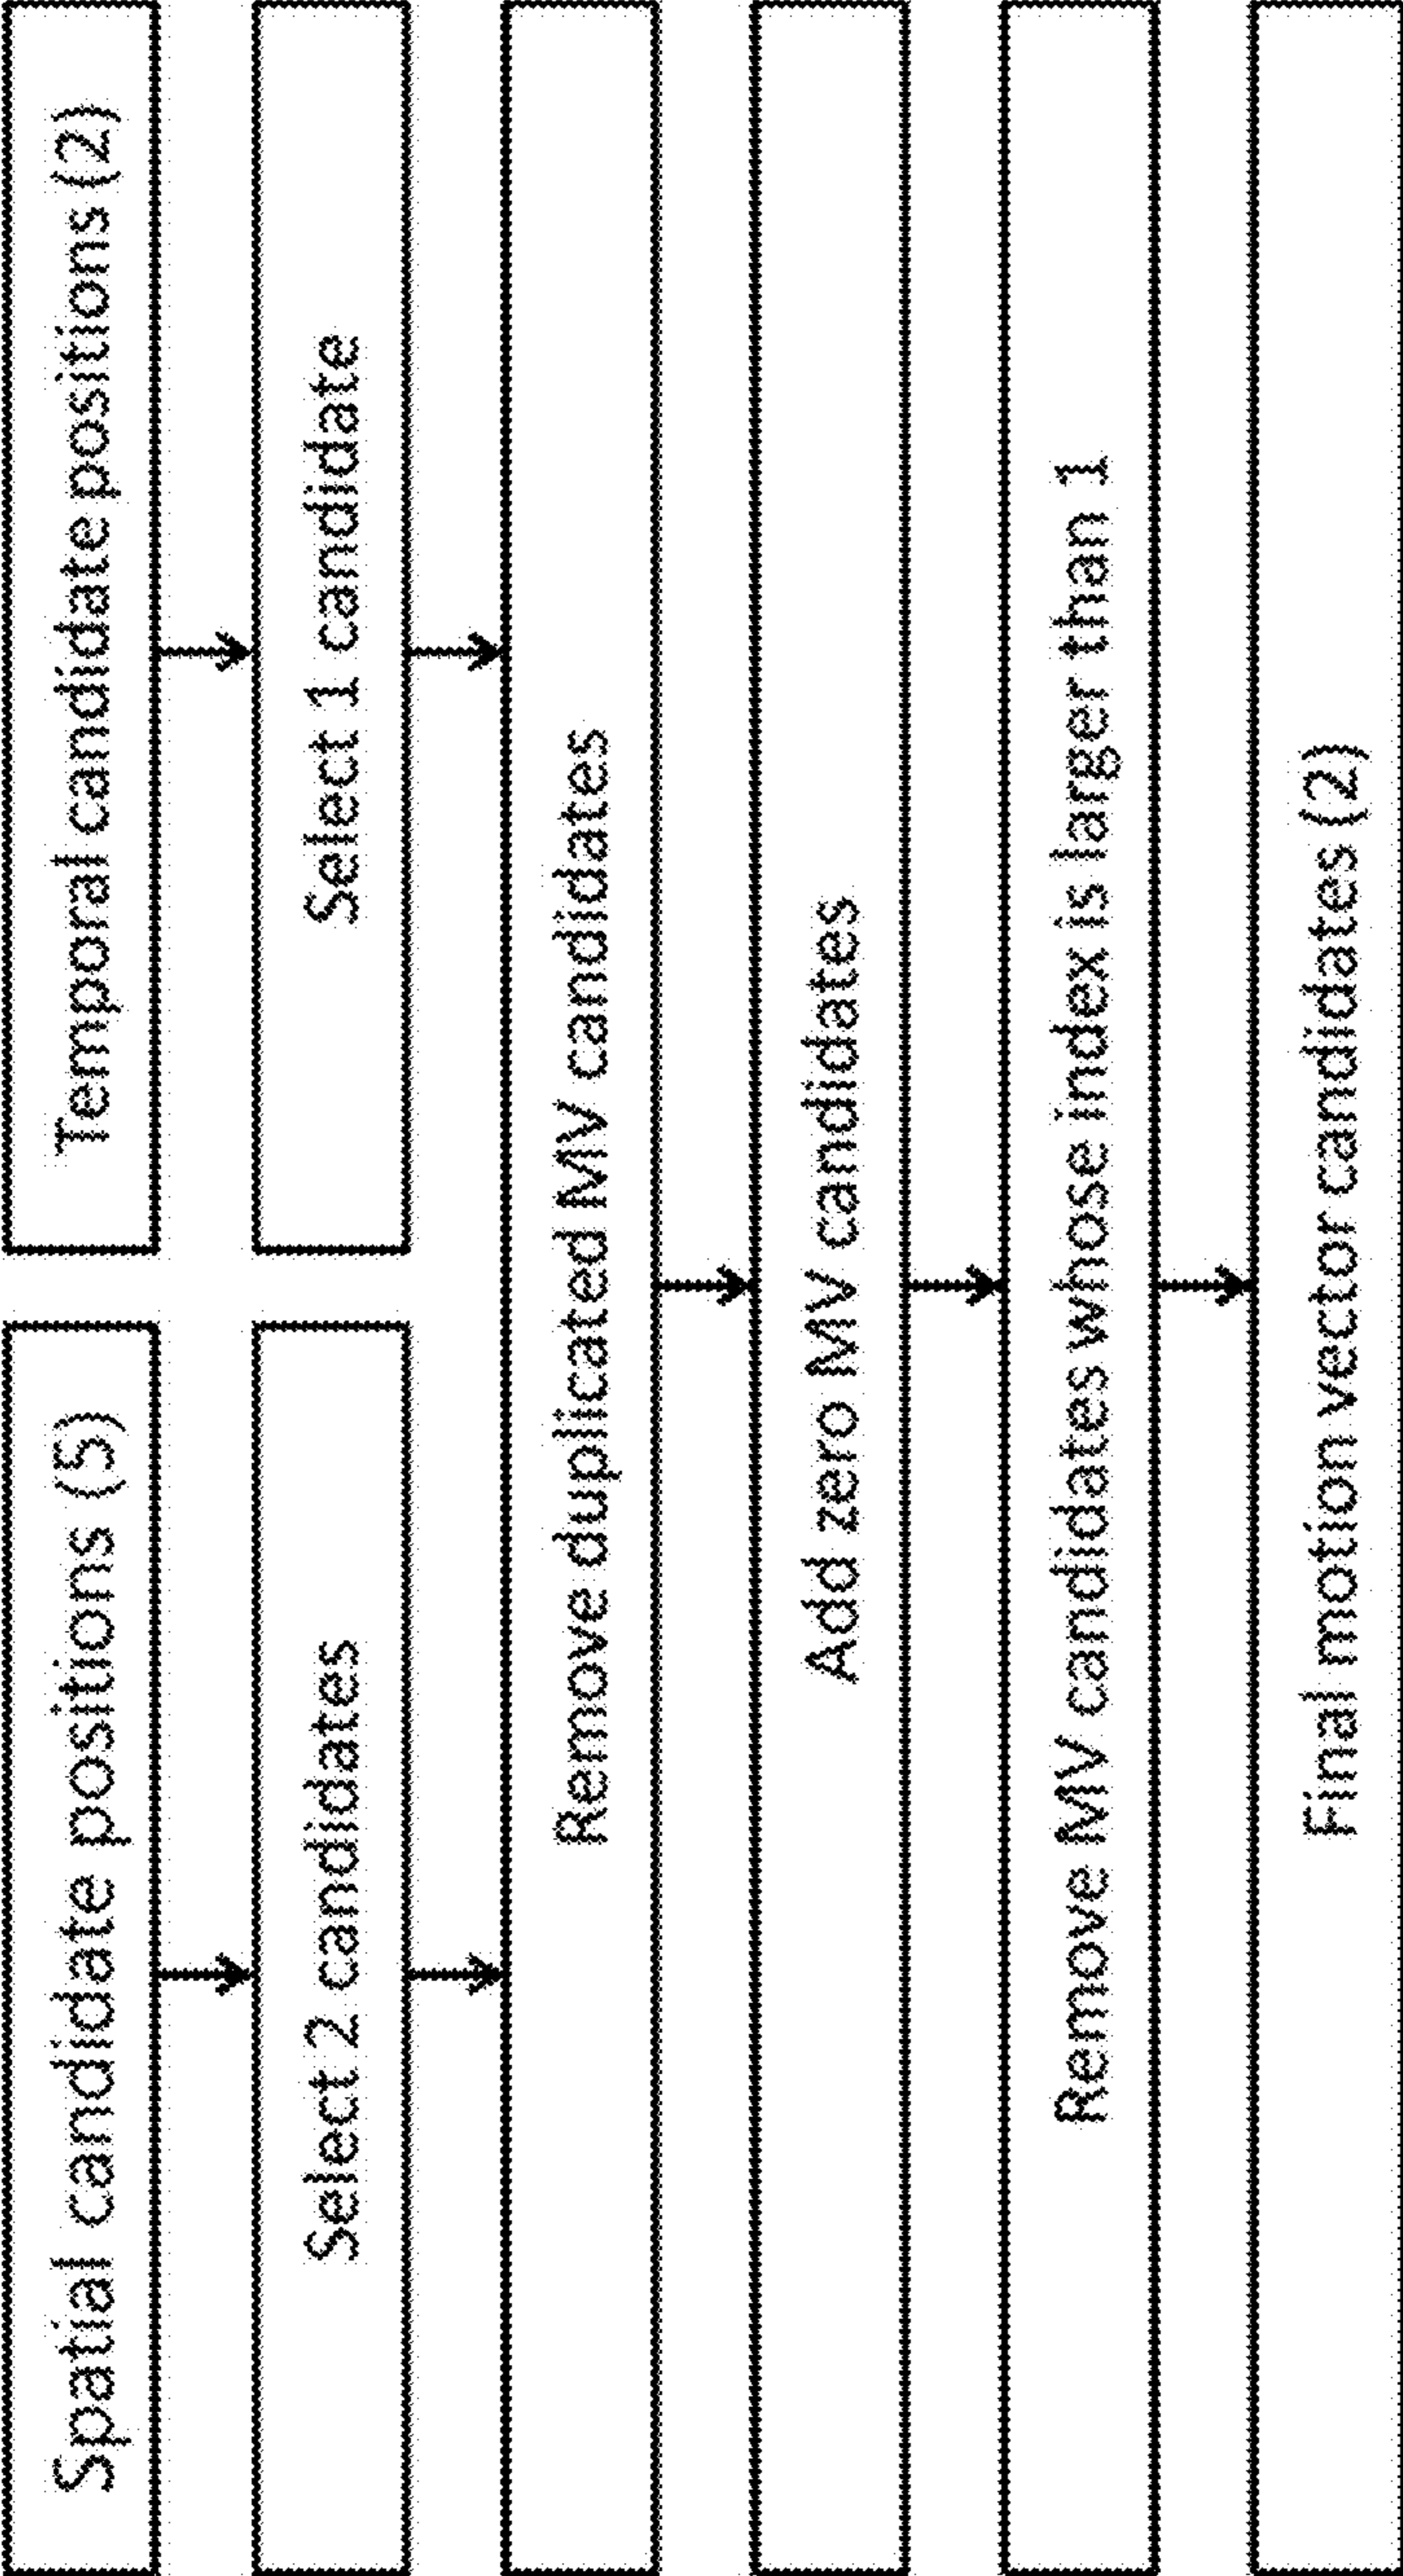 Spatial candidate positions (5)
Temporal candidate positions (2)
Select 2 candidates
Select 1 candidate
Remove duplicated MV candidates
Add zero MV candidates
Remove MV candidates whose index is larger than 1
Final motion vector candidates (2)